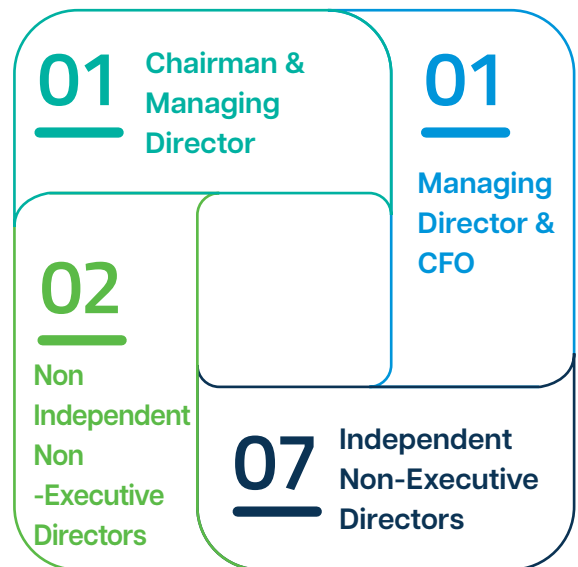 01
Chairman &
Managing
Director
01
Managing
Director &
CFO
02
Non
Independent
Non
-Executive
Directors
07
Independent
Non-Executive
Directors